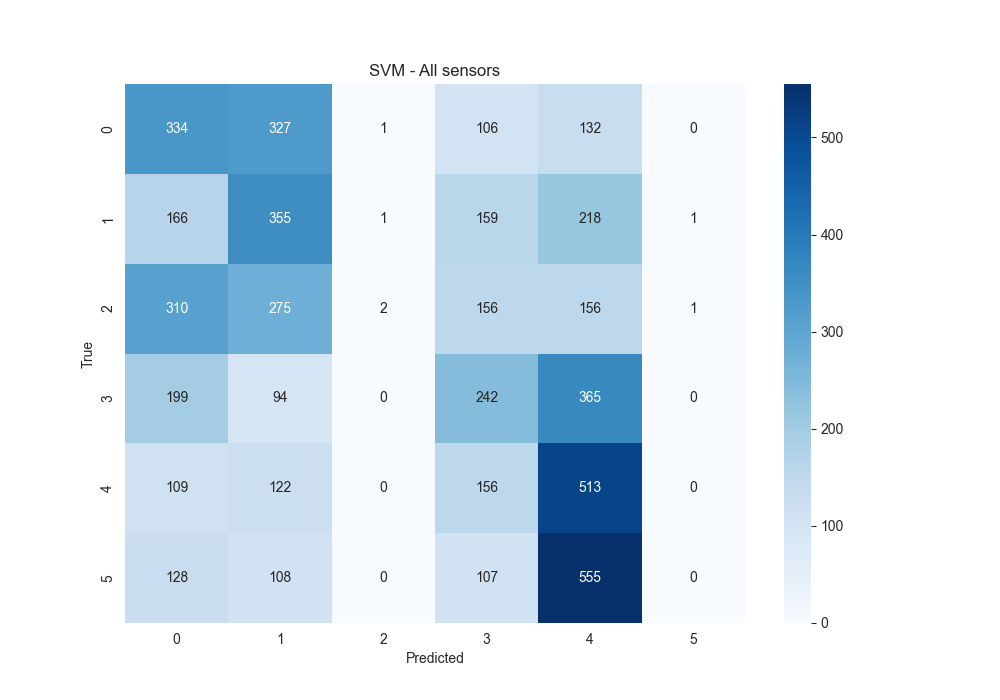 SVM - All sensors
0 334 327 1 106 132 0
1 166 355 1 159 218 1
2 310 275 2 156 156 1
3 199 94 0 242 365 0
4 109 122 0 156 513 0
5 128 108 0 107 555 0
0 1 2 3 4 5
True
Predicted
500
400
300
200
100
0